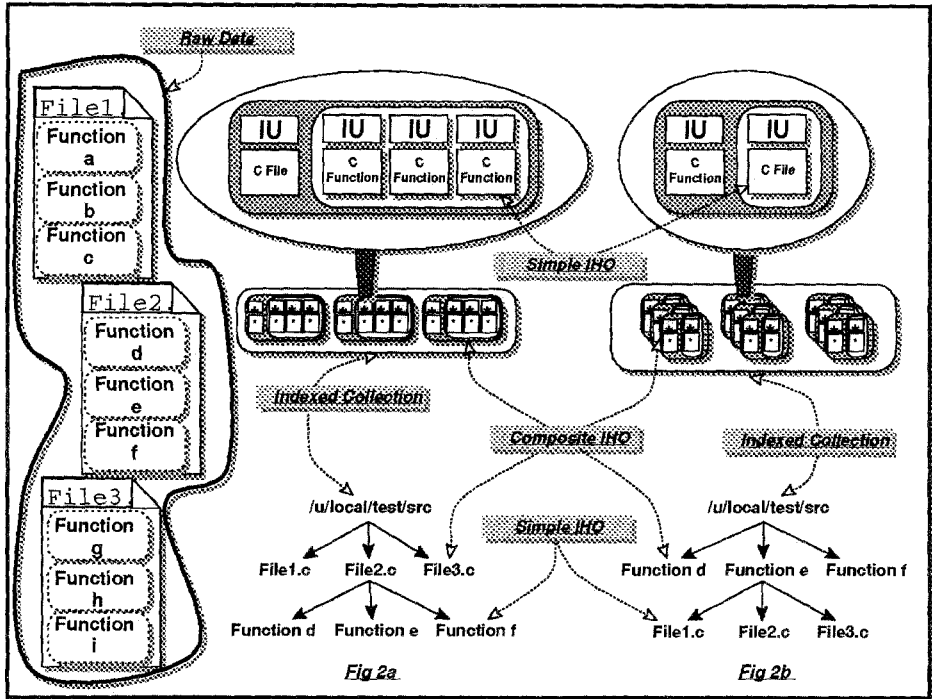 Raw Data
File1.
Function
a
Function
b
Function
c
File2.
Function
d
Function
e
Function
f
File3.
Function
g
Function
h
Function
i
IU
C File
IU
C
Function
IU
C
Function
IU
C
Function
IU
C
Function
IU
C File
Simple IHO
Indexed Collection
Composite IHO
Indexed Collection
/u/local/test/src
File1.c
File2.c
File3.c
Function d
Function e
Function f
Fig 2a
Simple IHO
/u/local/test/src
Function d
Function e
Function f
File1.c
File2.c
File3.c
Fig 2b